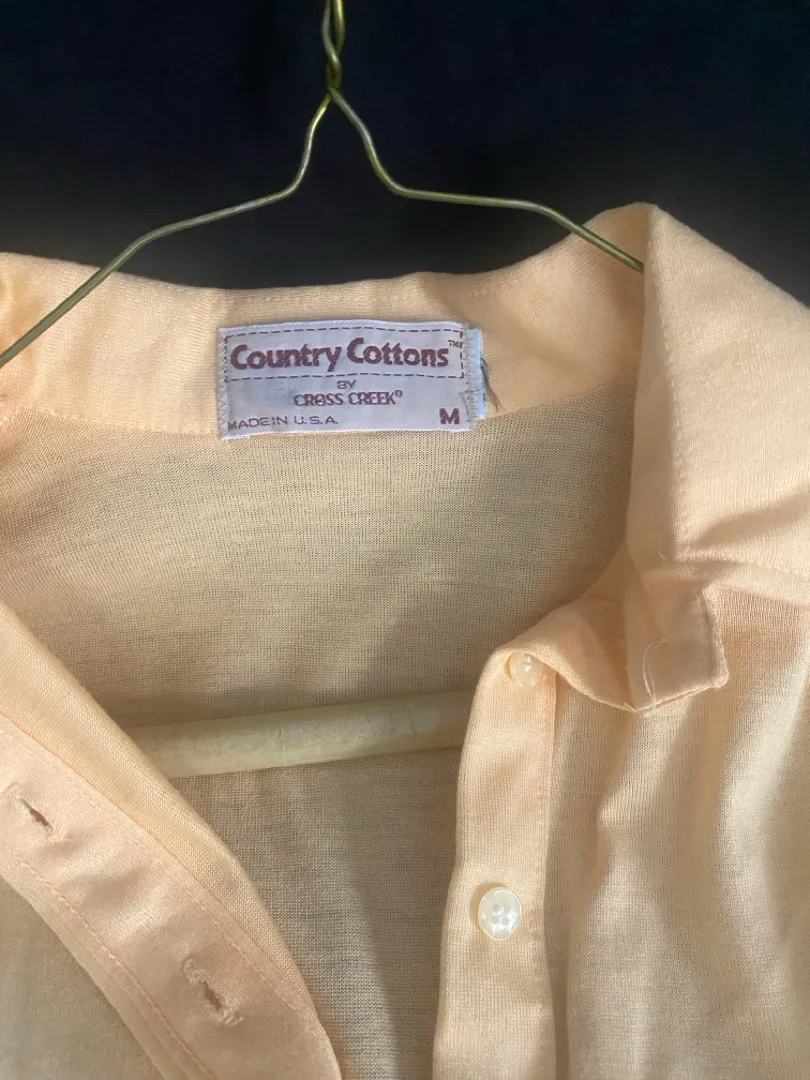 Country Cottons™
BY
CROSS CREEK®
MADE IN U.S.A.
M